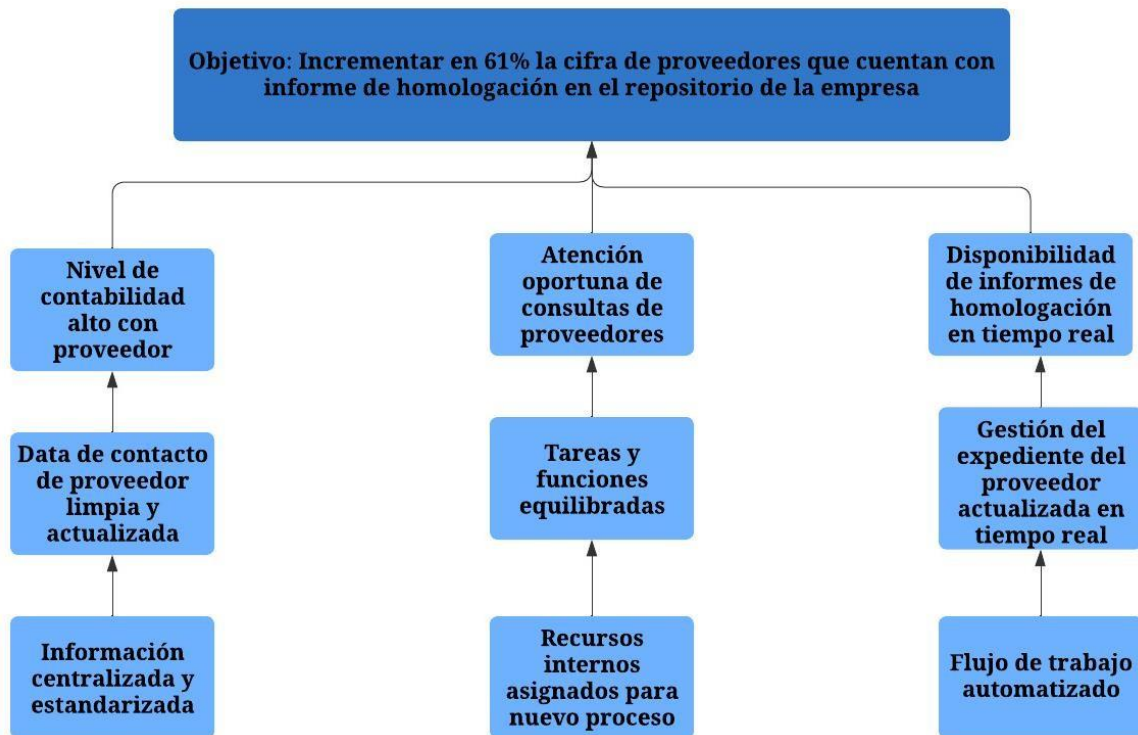 Objetivo: Incrementar en 61% la cifra de proveedores que cuentan con
informe de homologación en el repositorio de la empresa
Nivel de
contabilidad
alto con
proveedor
Atención
oportuna de
consultas de
proveedores
Disponibilidad
de informes de
homologación
en tiempo real
Data de contacto
de proveedor
limpia y
actualizada
Tareas y
funciones
equilibradas
Gestión del
expediente del
proveedor
actualizada en
tiempo real
Información
centralizada y
estandarizada
Recursos
internos
asignados para
nuevo proceso
Flujo de trabajo
automatizado